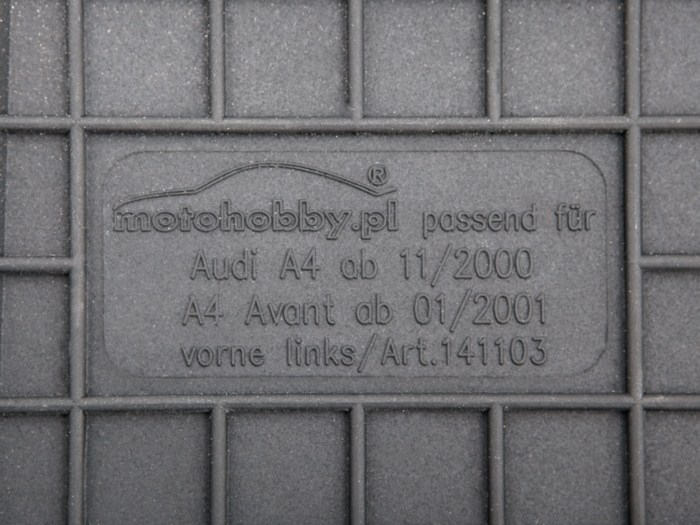 motohobby.pl® passend für
Audi A4 ab 11/2000
A4 Avant ab 01/2001
vorne links/Art.141103